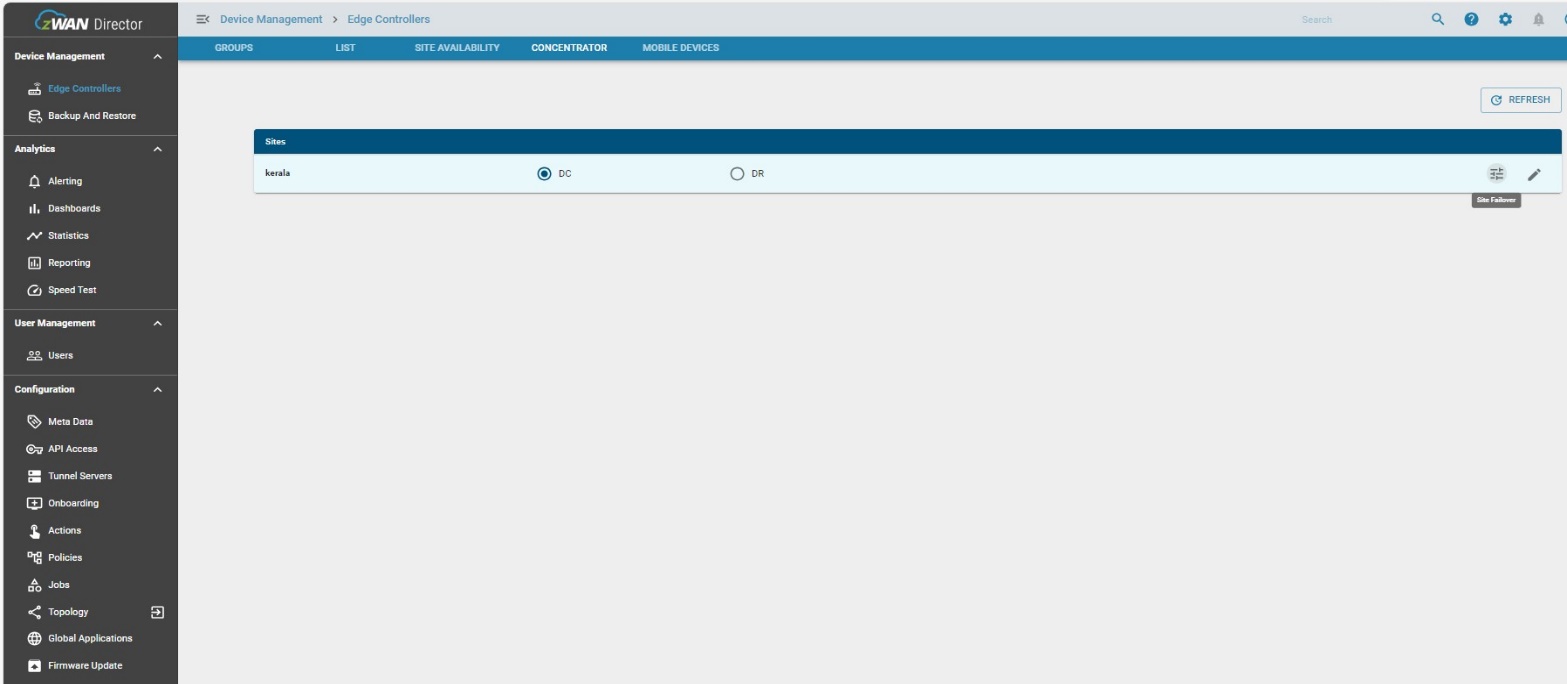 zWAN Director
Device Management > Edge Controllers
Search
GROUPS LIST SITE AVAILABILITY CONCENTRATOR MOBILE DEVICES
Device Management
Edge Controllers
Backup And Restore
Analytics
Alerting
Dashboards
Statistics
Reporting
Speed Test
User Management
Users
Configuration
Meta Data
API Access
Tunnel Servers
Onboarding
Actions
Policies
Jobs
Topology
Global Applications
Firmware Update
REFRESH
Sites
kerala DC DR
Site Failover